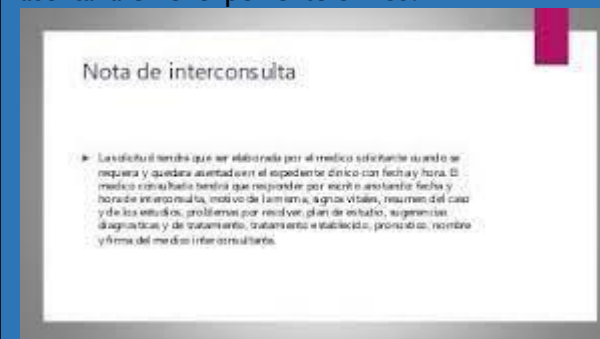 Nota de interconsulta
La solicitud tendra que ser elaborada por el medico solicitante cuando se
requiera y quedara asentada en el expediente clinico con fecha y hora. El
medico consultado tendrá que responder por escrito anotando fecha y
hora de interconsulta, motivo de la misma, signos vitales, resumen del caso
y de los estudios, problemas por resolver, plan de estudio, sugerencias
diagnosticas y de tratamiento, tratamiento establecido, pronostico, nombre
y firma del medico interconsultante.